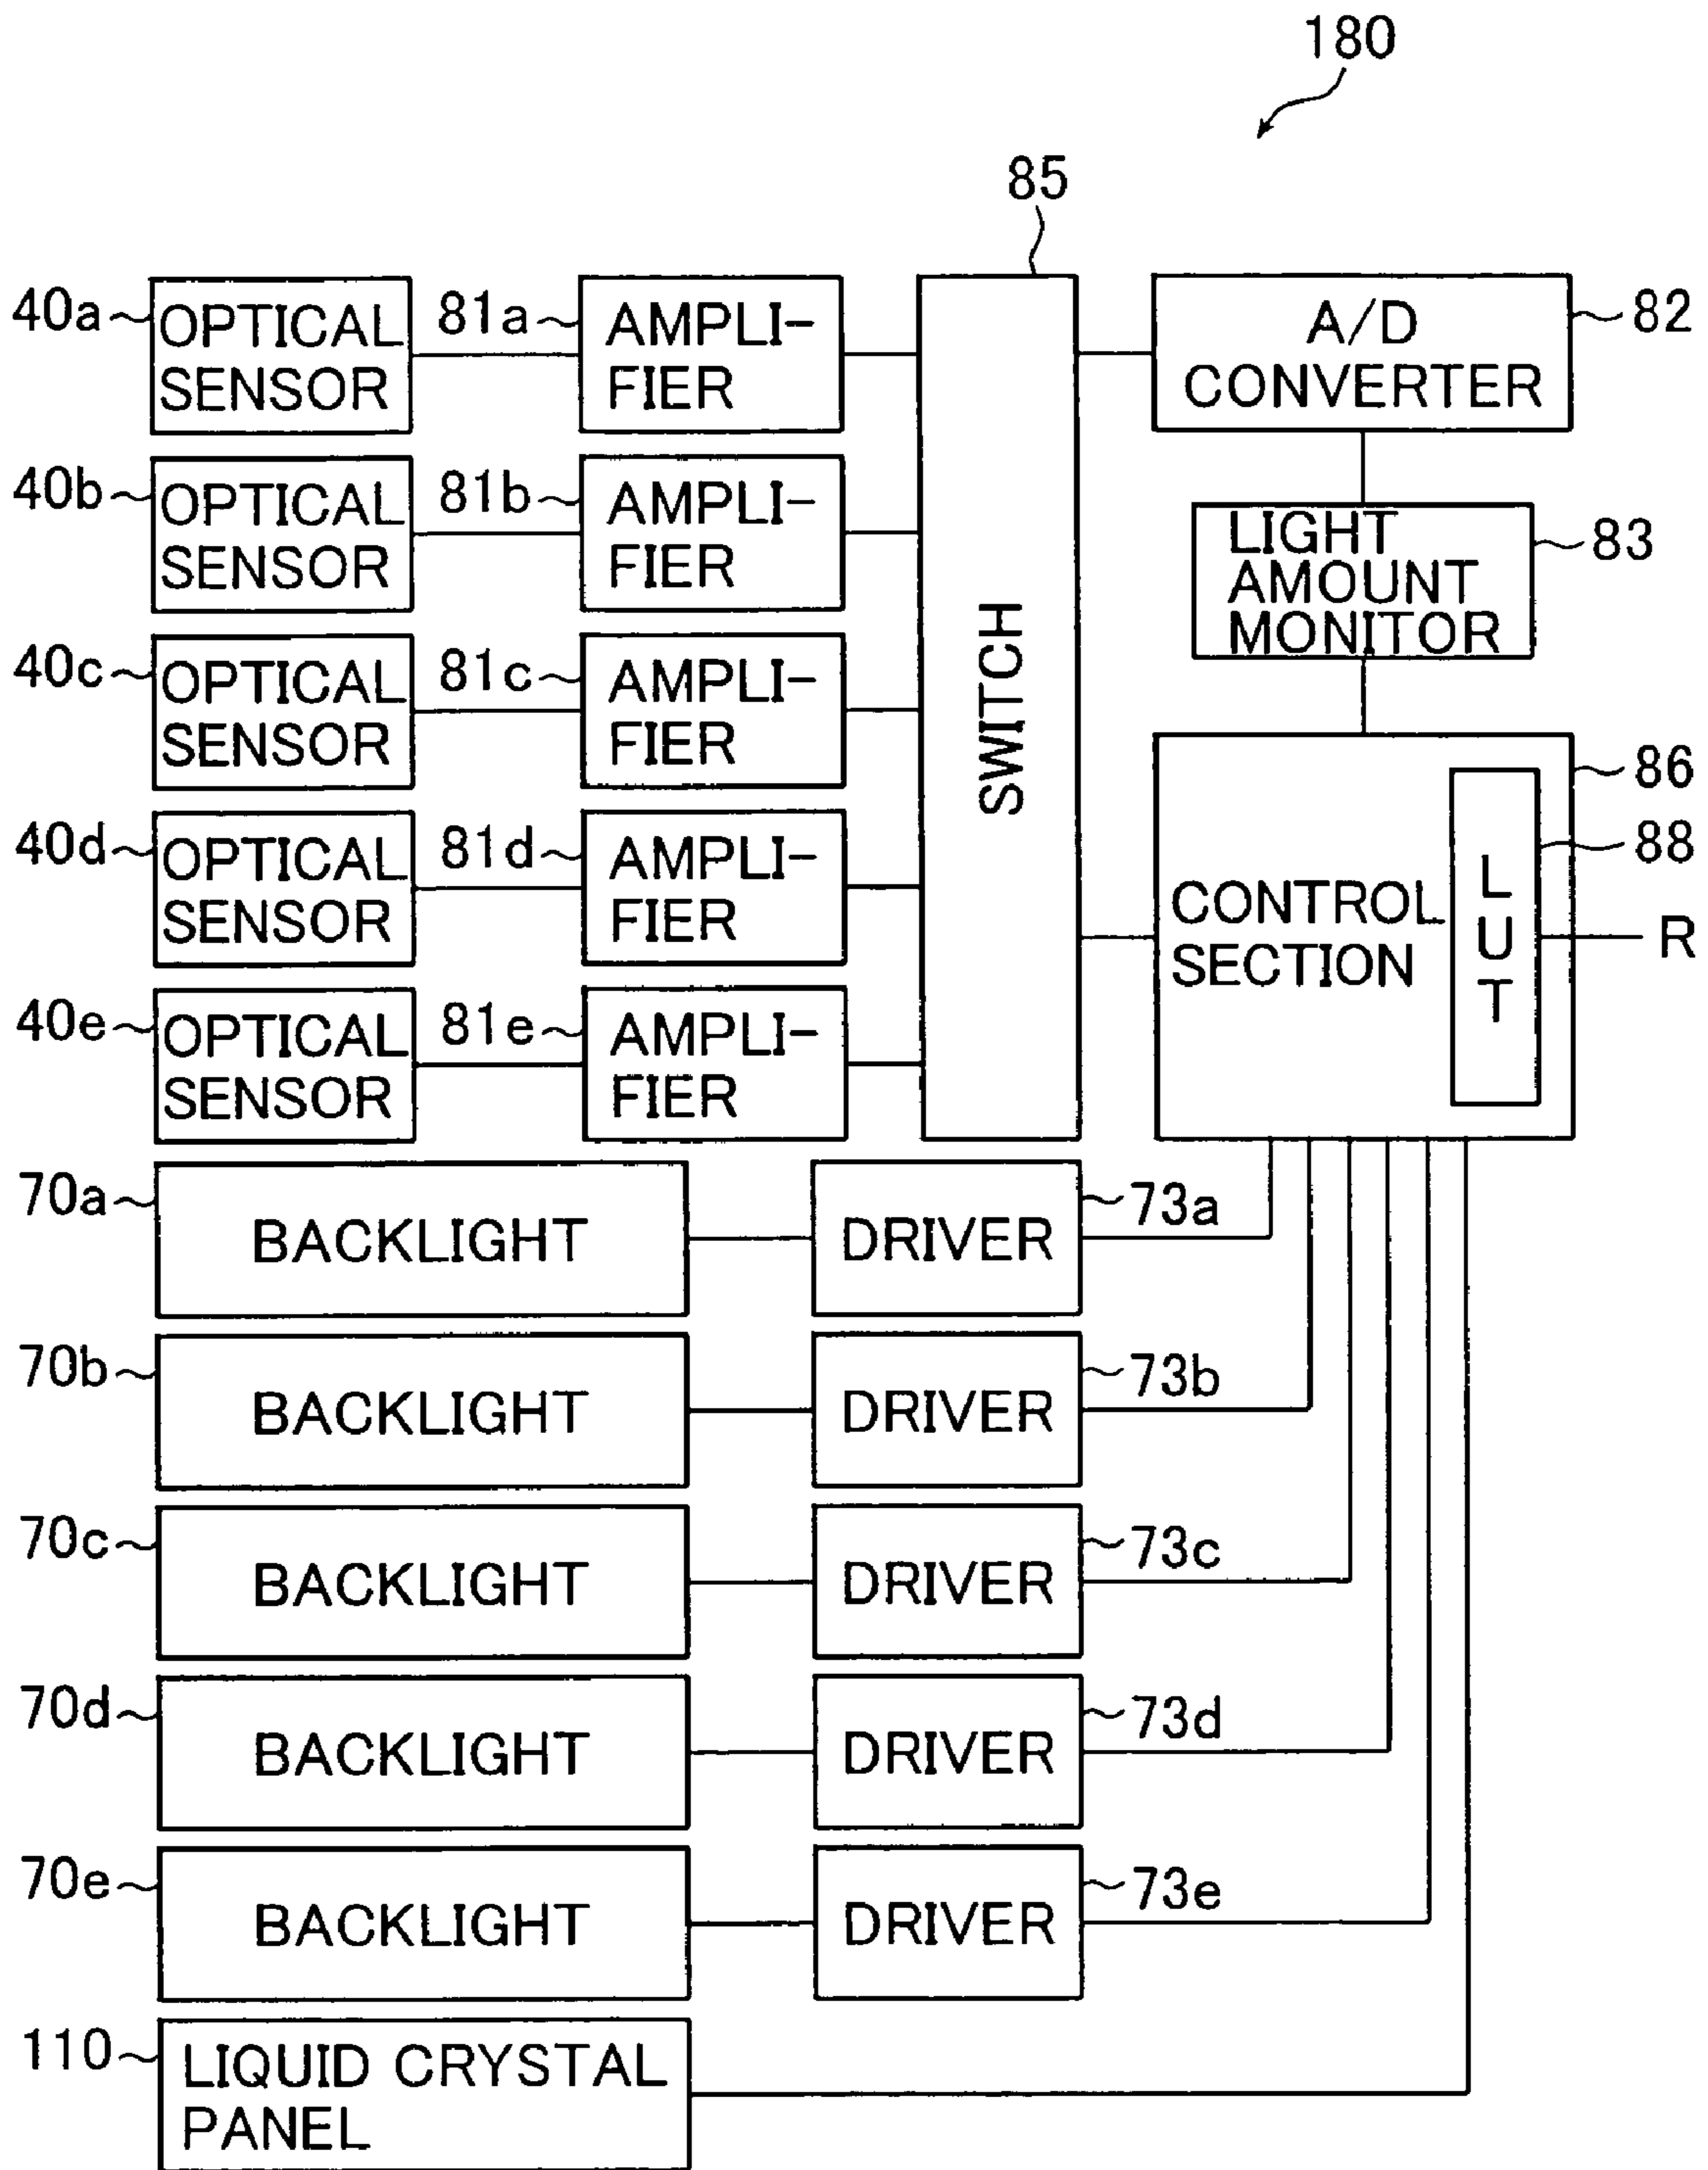 180
85
40a
OPTICAL
SENSOR
81a
AMPLI-
FIER
A/D
CONVERTER
82
40b
OPTICAL
SENSOR
81b
AMPLI-
FIER
LIGHT
AMOUNT
MONITOR
83
40c
OPTICAL
SENSOR
81c
AMPLI-
FIER
SWITCH
86
40d
OPTICAL
SENSOR
81d
AMPLI-
FIER
CONTROL
SECTION
LUT
88
R
40e
OPTICAL
SENSOR
81e
AMPLI-
FIER
70a
BACKLIGHT
DRIVER
73a
70b
BACKLIGHT
DRIVER
73b
70c
BACKLIGHT
DRIVER
73c
70d
BACKLIGHT
DRIVER
73d
70e
BACKLIGHT
DRIVER
73e
110
LIQUID CRYSTAL
PANEL